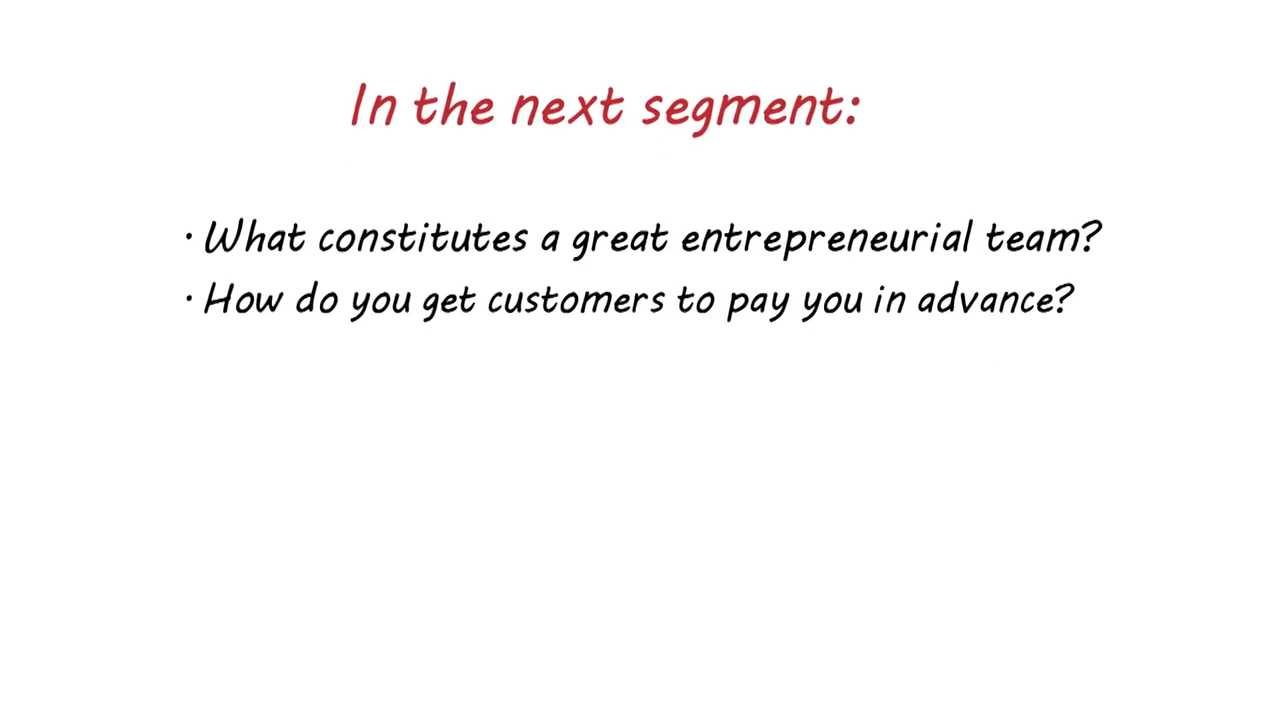 In the next segment:
· What constitutes a great entrepreneurial team?
· How do you get customers to pay you in advance?